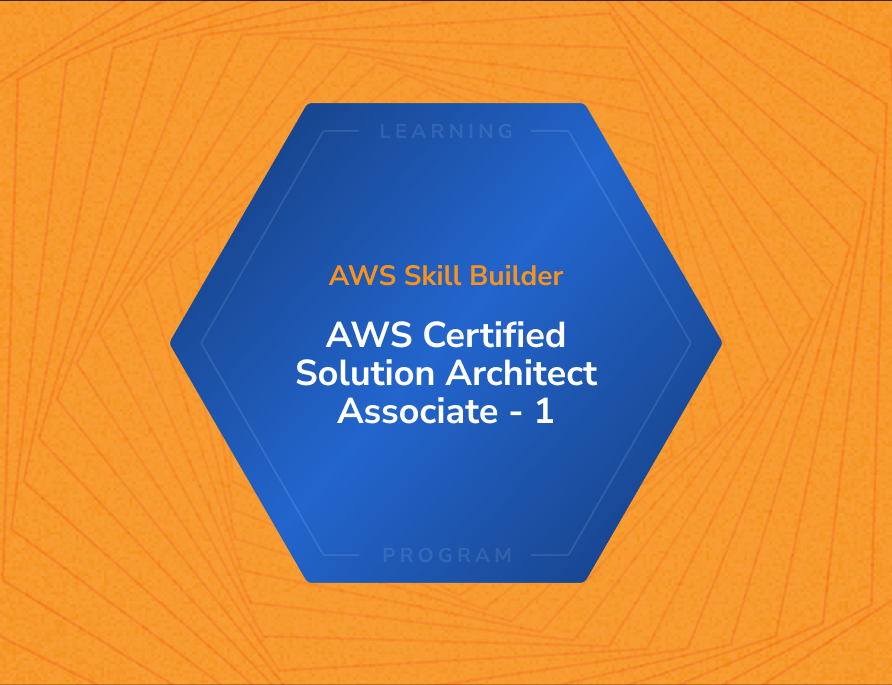 LEARNING
AWS Skill Builder
AWS Certified
Solution Architect
Associate - 1
PROGRAM